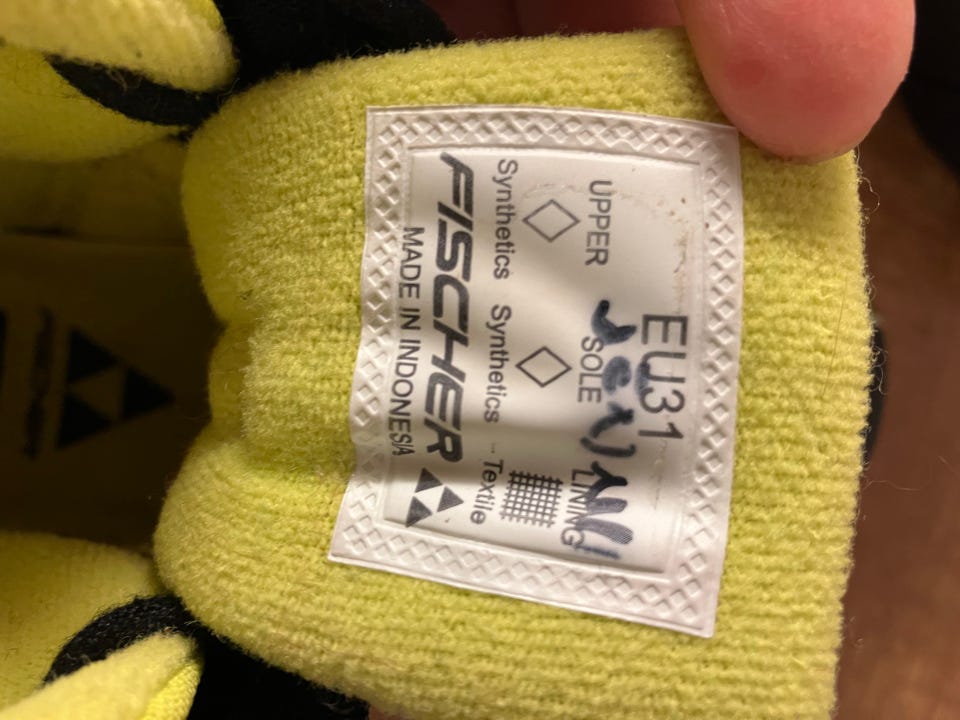 EU31
UPPER SOLE LINING
Synthetics Synthetics Textile
FISCHER
MADE IN INDONESIA